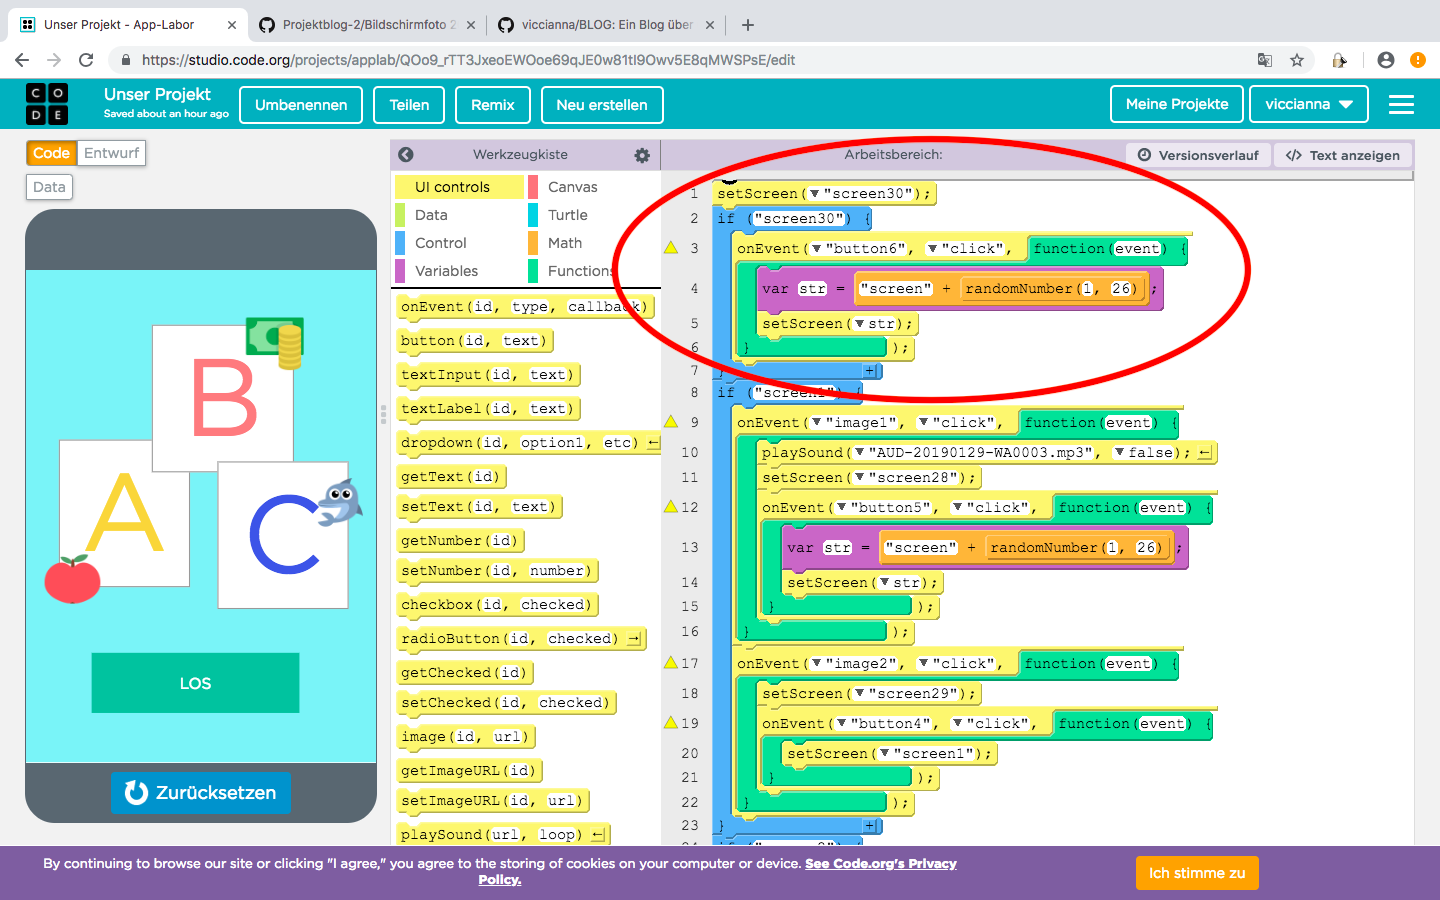 Unser Projekt - App-Labor
Projektblog-2/Bildschirmfoto 2
viccianna/BLOG: Ein Blog über
https://studio.code.org/projects/applab/QOo9_rTT3JxeoEWOoe69qJE0w81tI9Owv5E8qMWSPsE/edit
CODE
Unser Projekt
Saved about an hour ago
Umbenennen
Teilen
Remix
Neu erstellen
Meine Projekte
viccianna
Code
Entwurf
Data
B
A
C
LOS
Zurücksetzen
Werkzeugkiste
UI controls
Canvas
Data
Turtle
Control
Math
Variables
Functions
onEvent(id, type, callback)
button(id, text)
textInput(id, text)
textLabel(id, text)
dropdown(id, option1, etc)
getText(id)
setText(id, text)
getNumber(id)
setNumber(id, number)
checkbox(id, checked)
radioButton(id, checked)
getChecked(id)
setChecked(id, checked)
image(id, url)
getImageURL(id)
setImageURL(id, url)
playSound(url, loop)
Arbeitsbereich:
Versionsverlauf
</> Text anzeigen
1 setScreen("screen30");
2 if ("screen30") {
3 onEvent("button6", "click", function(event) {
4 var str = "screen" + randomNumber(1, 26);
5 setScreen(str);
6 } );
7 }
8 if ("screen1") {
9 onEvent("image1", "click", function(event) {
10 playSound("AUD-20190129-WA0003.mp3", false);
11 setScreen("screen28");
12 onEvent("button5", "click", function(event) {
13 var str = "screen" + randomNumber(1, 26);
14 setScreen(str);
15 } );
16 } );
17 onEvent("image2", "click", function(event) {
18 setScreen("screen29");
19 onEvent("button4", "click", function(event) {
20 setScreen("screen1");
21 } );
22 } );
23 }
By continuing to browse our site or clicking "I agree," you agree to the storing of cookies on your computer or device. See Code.org's Privacy
Policy.
Ich stimme zu